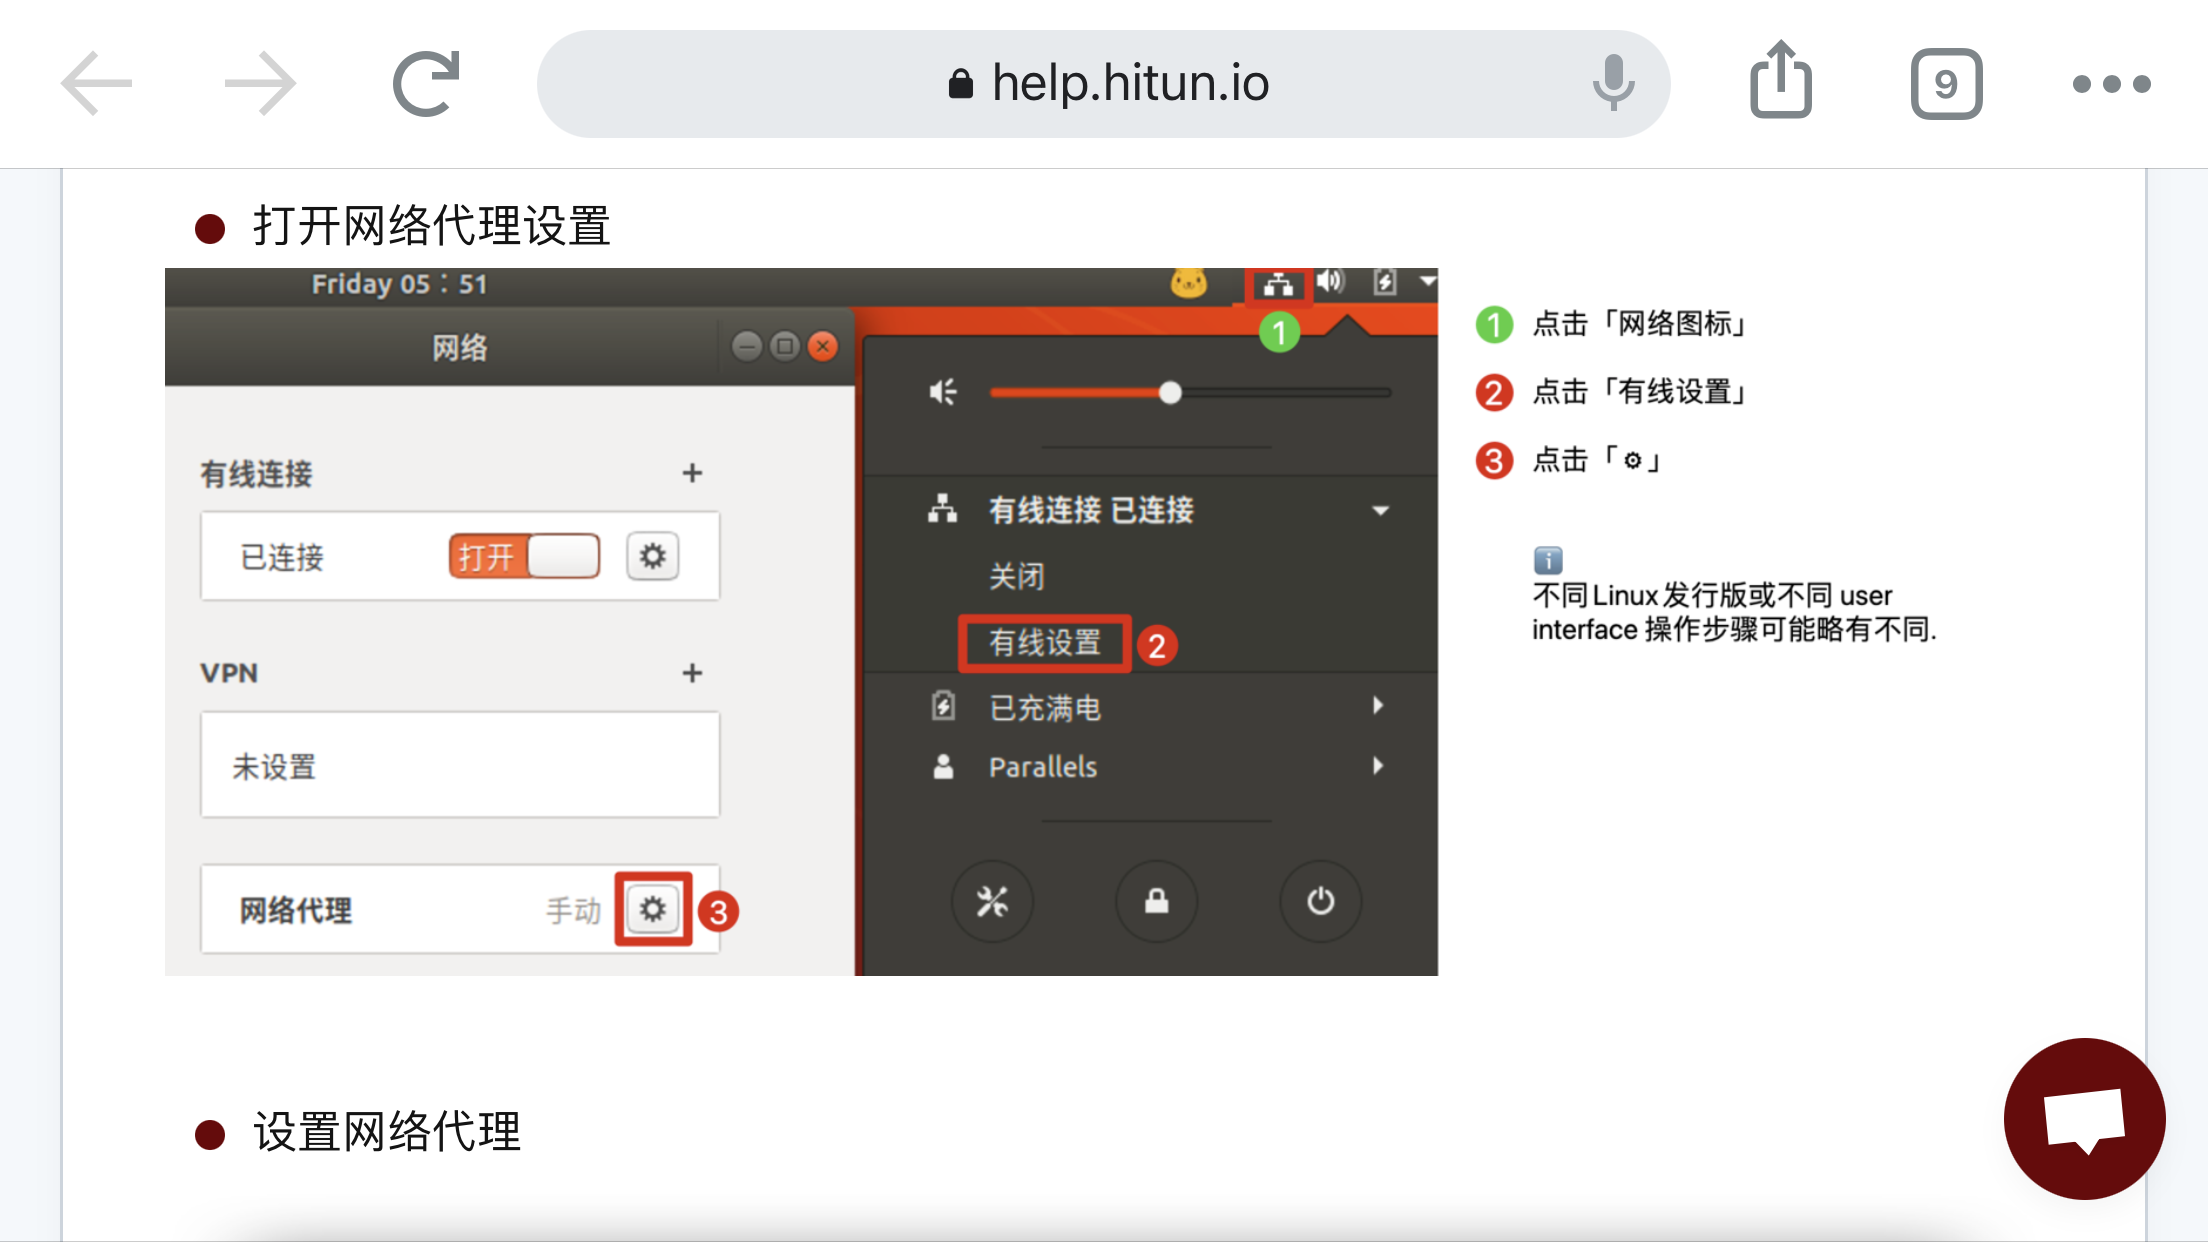 help.hitun.io
9
打开网络代理设置
Friday 05：51
网络
1
有线连接
已连接
打开
VPN
未设置
网络代理
手动
3
有线连接 已连接
关闭
有线设置
2
已充满电
Parallels
1 点击「网络图标」
2 点击「有线设置」
3 点击「⚙」
i
不同Linux发行版或不同 user
interface 操作步骤可能略有不同.
设置网络代理